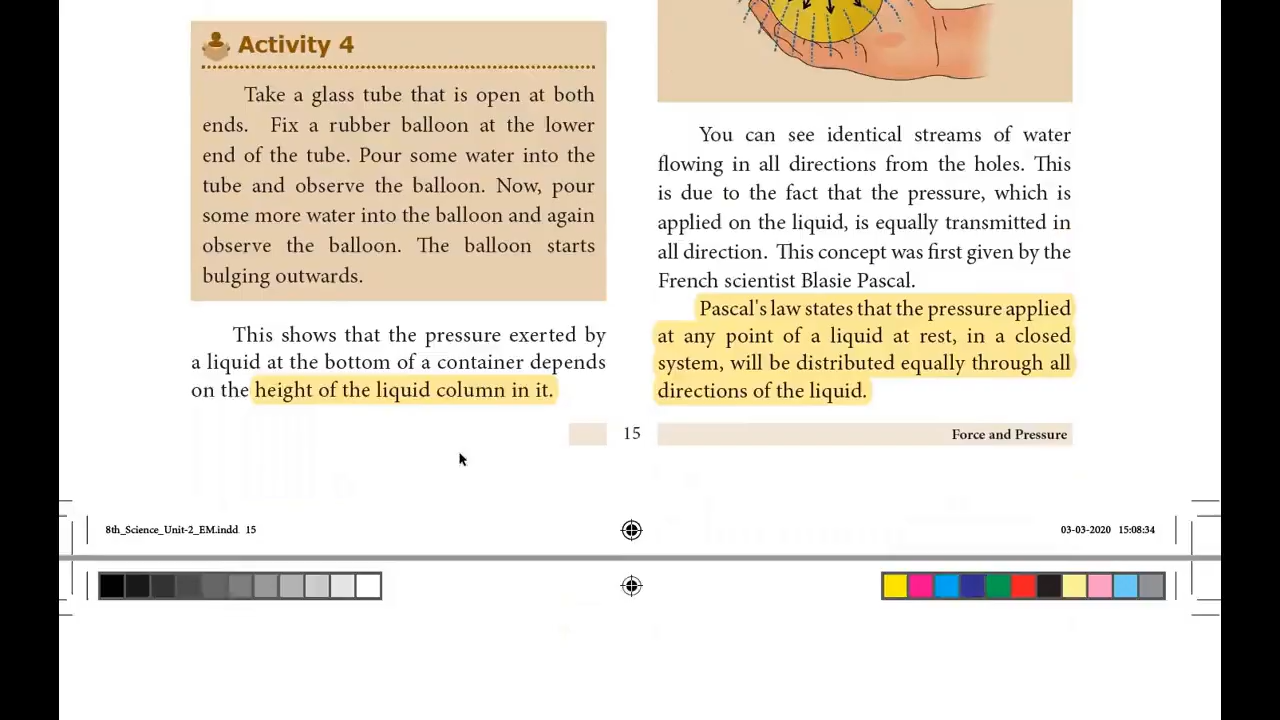 Activity 4
Take a glass tube that is open at both
ends. Fix a rubber balloon at the lower
end of the tube. Pour some water into the
tube and observe the balloon. Now, pour
some more water into the balloon and again
observe the balloon. The balloon starts
bulging outwards.
This shows that the pressure exerted by
a liquid at the bottom of a container depends
on the height of the liquid column in it.
You can see identical streams of water
flowing in all directions from the holes. This
is due to the fact that the pressure, which is
applied on the liquid, is equally transmitted in
all direction. This concept was first given by the
French scientist Blasie Pascal.
Pascal's law states that the pressure applied
at any point of a liquid at rest, in a closed
system, will be distributed equally through all
directions of the liquid.
15
Force and Pressure
8th_Science_Unit-2_EM.indd 15
03-03-2020 15:08:34